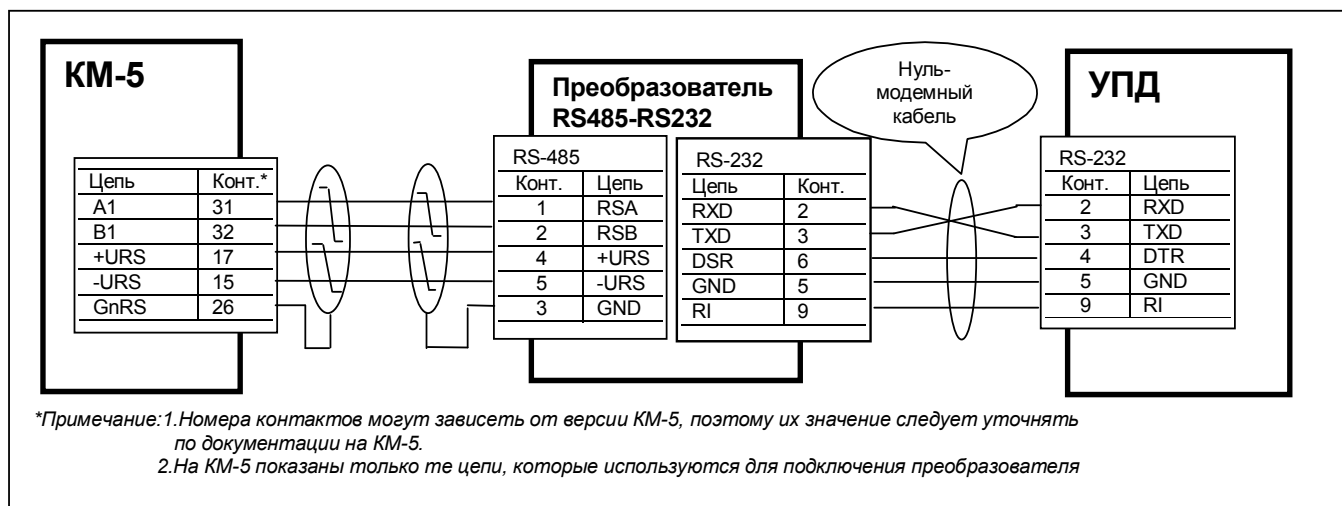 КМ-5
Преобразователь
RS485-RS232
Нуль-
модемный
кабель
УПД
Цепь Конт.*
A1 31
B1 32
+URS 17
-URS 15
GnRS 26
RS-485
Конт. Цепь
1 RSA
2 RSB
4 +URS
5 -URS
3 GND
RS-232
Цепь Конт.
RXD 2
TXD 3
DSR 6
GND 5
RI 9
RS-232
Конт. Цепь
2 RXD
3 TXD
4 DTR
5 GND
9 RI
*Примечание:1.Номера контактов могут зависеть от версии КМ-5, поэтому их значение следует уточнять
по документации на КМ-5.
2.На КМ-5 показаны только те цепи, которые используются для подключения преобразователя